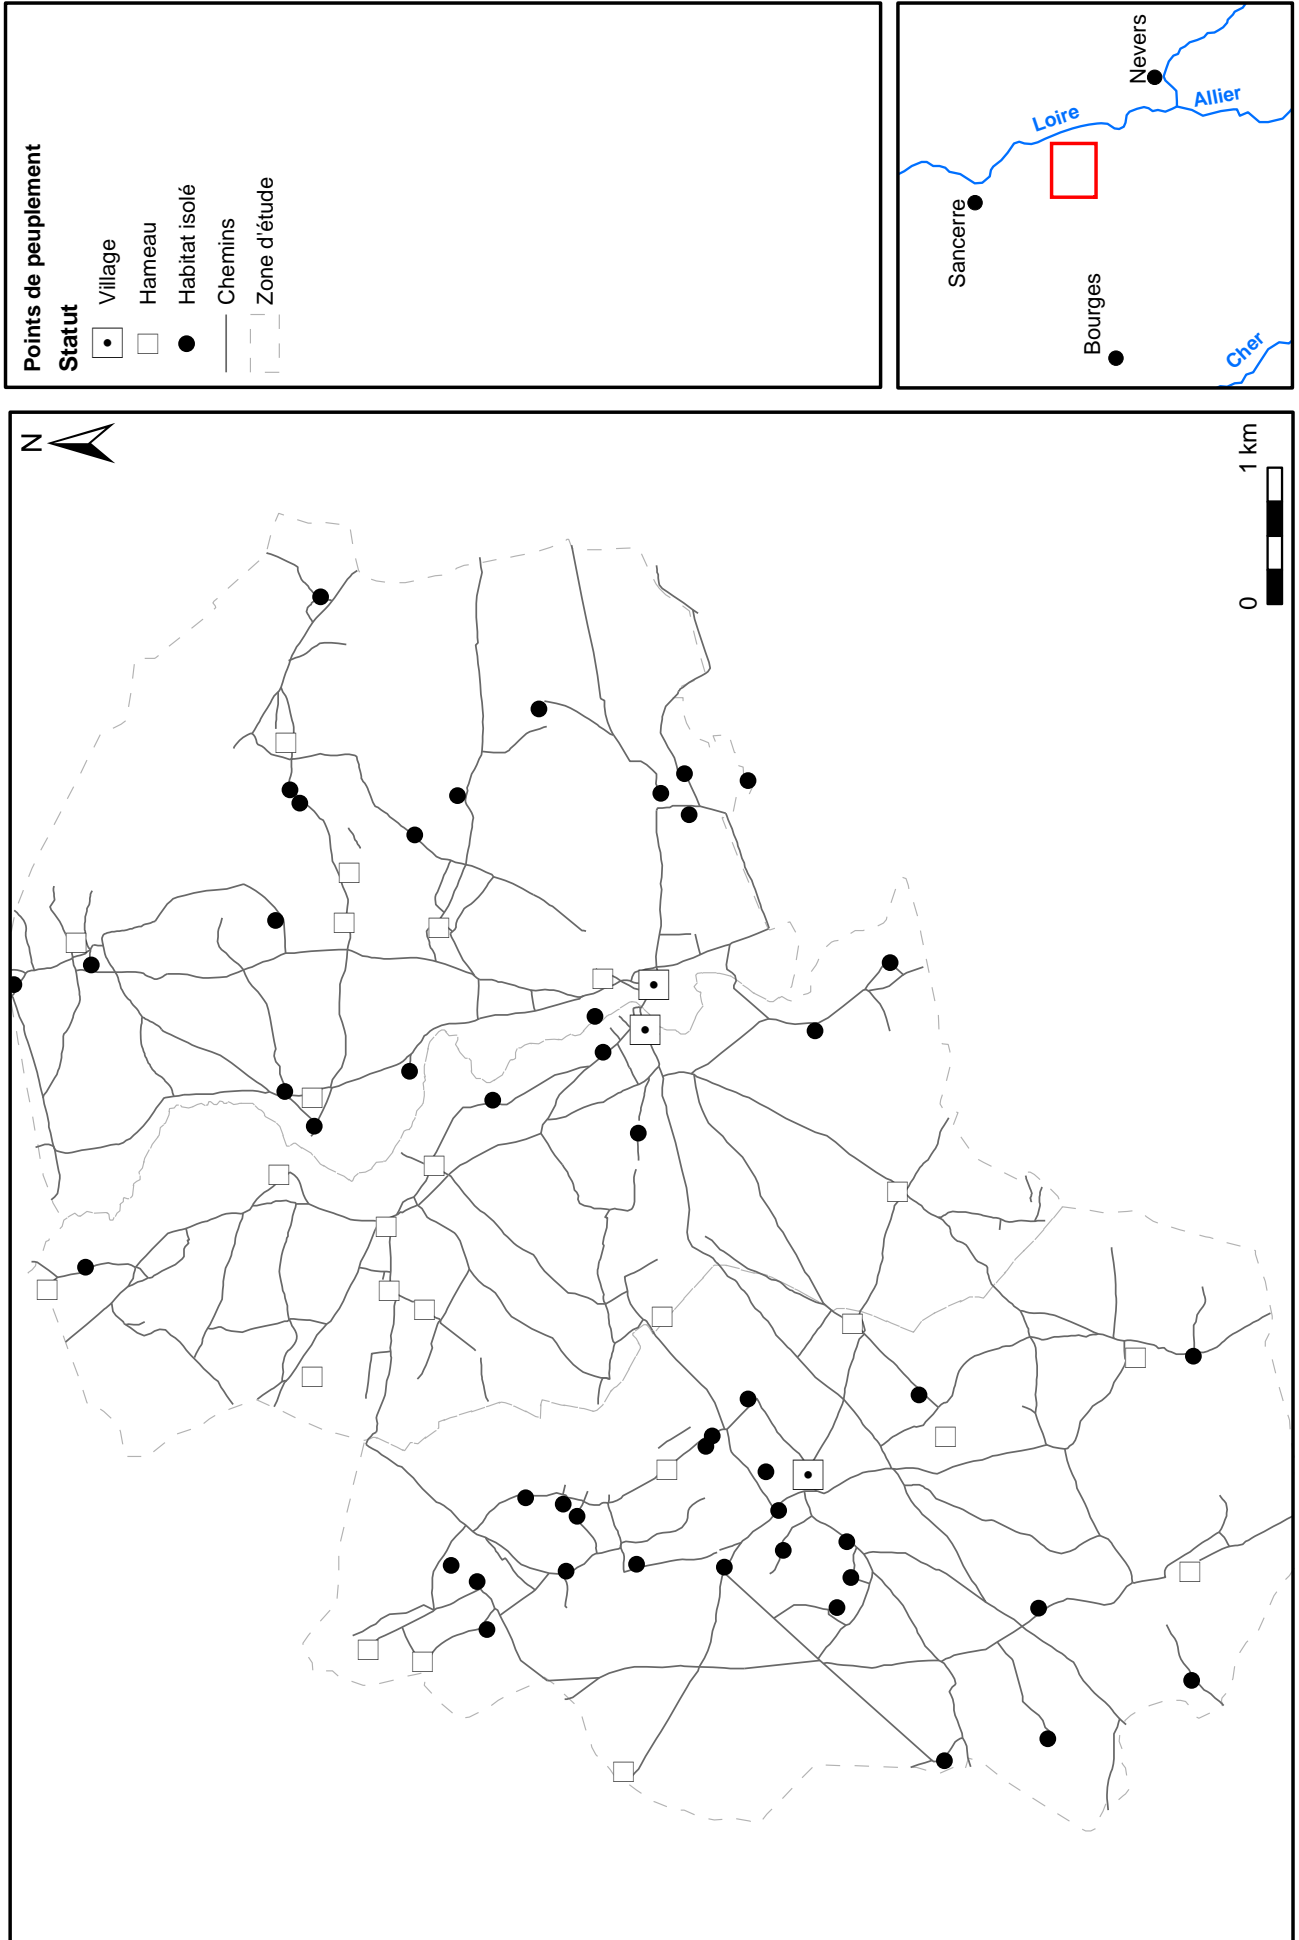 Points de peuplement
Statut
Village
Hameau
Habitat isolé
Chemins
Zone d'étude
Sancerre
Bourges
Nevers
Loire
Allier
Cher
N
0 1 km